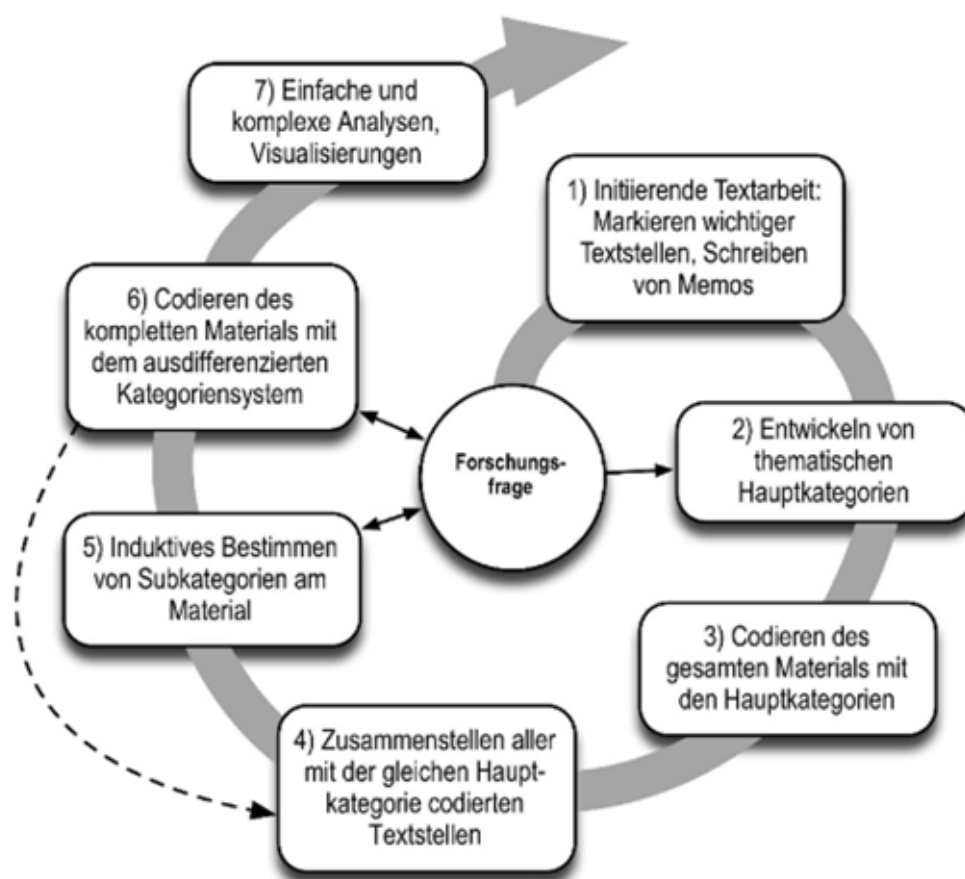 7) Einfache und
komplexe Analysen,
Visualisierungen
1) Initiierende Textarbeit:
Markieren wichtiger
Textstellen, Schreiben
von Memos
6) Codieren des
kompletten Materials mit
dem ausdifferenzierten
Kategoriensystem
Forschungs-
frage
2) Entwickeln von
thematischen
Hauptkategorien
5) Induktives Bestimmen
von Subkategorien am
Material
3) Codieren des
gesamten Materials mit
den Hauptkategorien
4) Zusammenstellen aller
mit der gleichen Haupt-
kategorie codierten
Textstellen